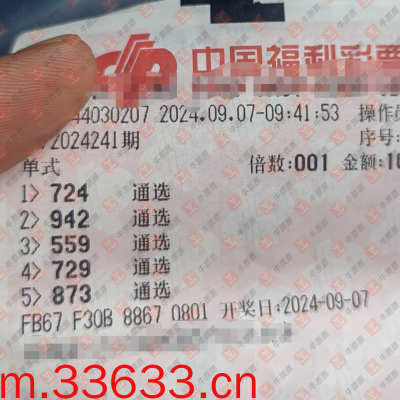 中国福利彩票
44030207 2024.09.07-09:41:53 操作员
2024241期 序号:
单式 倍数:001 金额:10
1> 724 通选
2> 942 通选
3> 559 通选
4> 729 通选
5> 873 通选
FB67 F30B 8867 0801 开奖日:2024-09-07
m.33633.cn